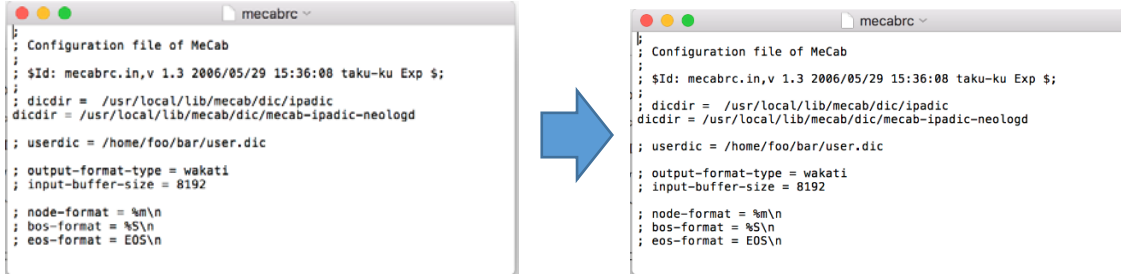 mecabrc
;
; Configuration file of MeCab
;
; $Id: mecabrc.in,v 1.3 2006/05/29 15:36:08 taku-ku Exp $;
;
; dicdir =  /usr/local/lib/mecab/dic/ipadic
dicdir = /usr/local/lib/mecab/dic/mecab-ipadic-neologd
; userdic = /home/foo/bar/user.dic
; output-format-type = wakati
; input-buffer-size = 8192
; node-format = %m\n
; bos-format = %S\n
; eos-format = EOS\n
mecabrc
;
; Configuration file of MeCab
;
; $Id: mecabrc.in,v 1.3 2006/05/29 15:36:08 taku-ku Exp $;
;
; dicdir =  /usr/local/lib/mecab/dic/ipadic
dicdir = /usr/local/lib/mecab/dic/mecab-ipadic-neologd
; userdic = /home/foo/bar/user.dic
; output-format-type = wakati
; input-buffer-size = 8192
; node-format = %m\n
; bos-format = %S\n
; eos-format = EOS\n